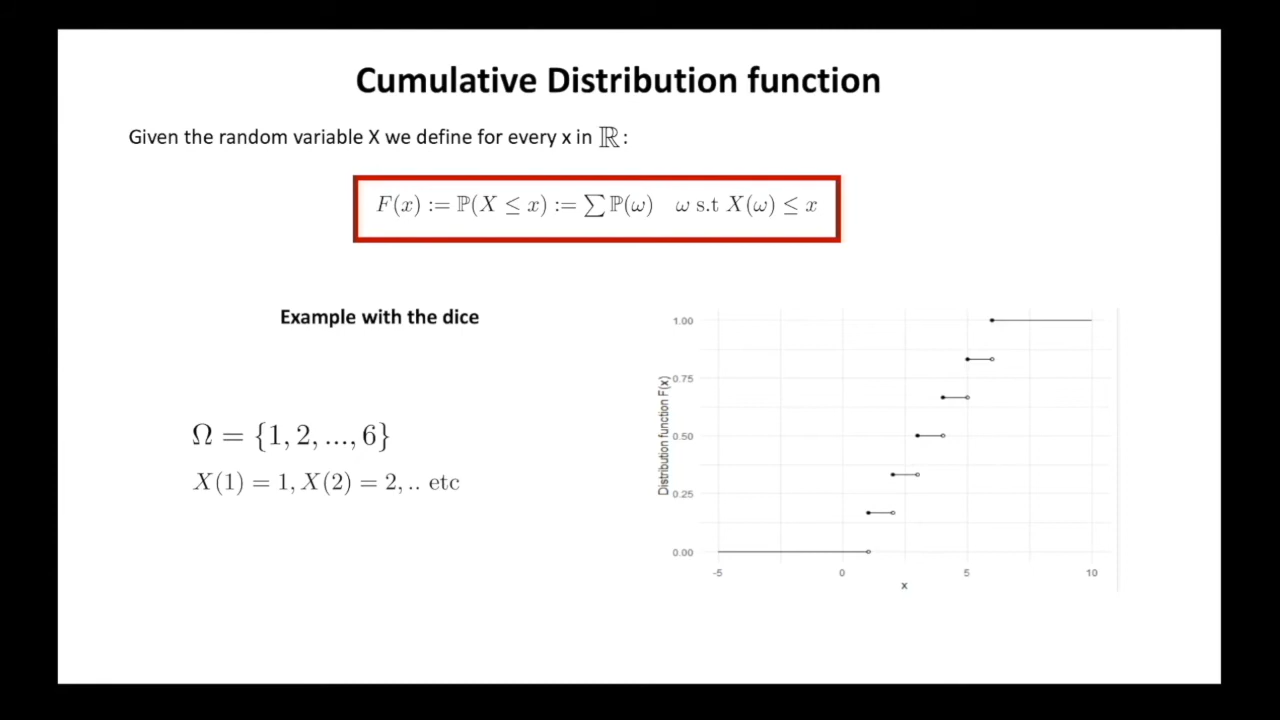 Cumulative Distribution function
Given the random variable X we define for every x in ℝ:
F(x) := ℙ(X ≤ x) := ∑ ℙ(ω) ω s.t X(ω) ≤ x
Example with the dice
Ω = {1, 2, ..., 6}
X(1) = 1, X(2) = 2, .. etc
Distribution function F(x)
1.00
0.75
0.50
0.25
0.00
-5 0 5 10
x